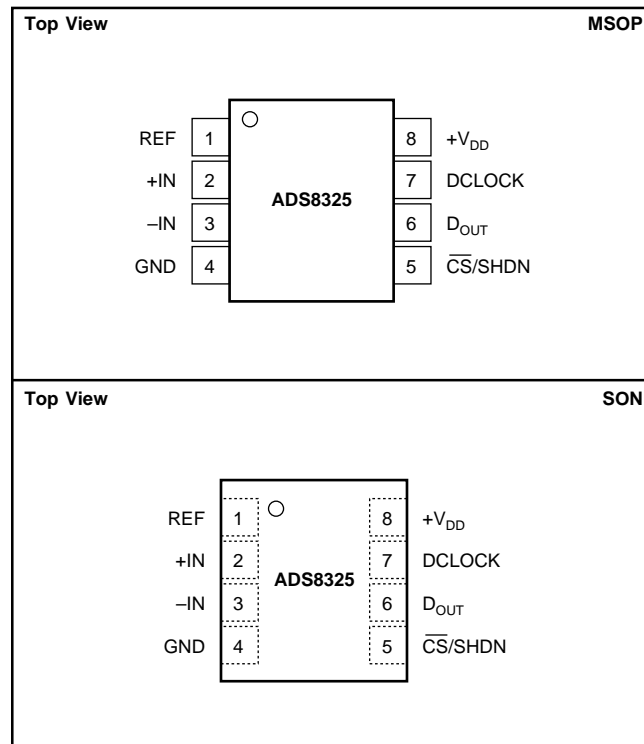 Top View MSOP
REF 1 8 +VDD
+IN 2 7 DCLOCK
ADS8325
–IN 3 6 DOUT
GND 4 5 CS/SHDN
Top View SON
REF 1 8 +VDD
+IN 2 7 DCLOCK
ADS8325
–IN 3 6 DOUT
GND 4 5 CS/SHDN